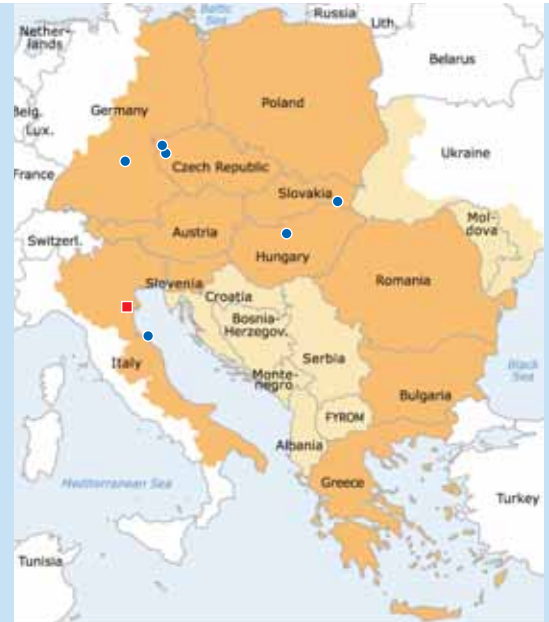 Baltic
Sea
Russia
Lith.
Nether-
lands
Belarus
Germany
Poland
Belg.
Lux.
Ukraine
Czech Republic
France
Slovakia
Mol-
dova
Austria
Switzerl.
Hungary
Romania
Slovenia
Croatia
Bosnia-
Herzegov.
Serbia
Italy
Monte-
negro
Black
Sea
Bulgaria
FYROM
Albania
Mediterranean Sea
Greece
Turkey
Tunisia